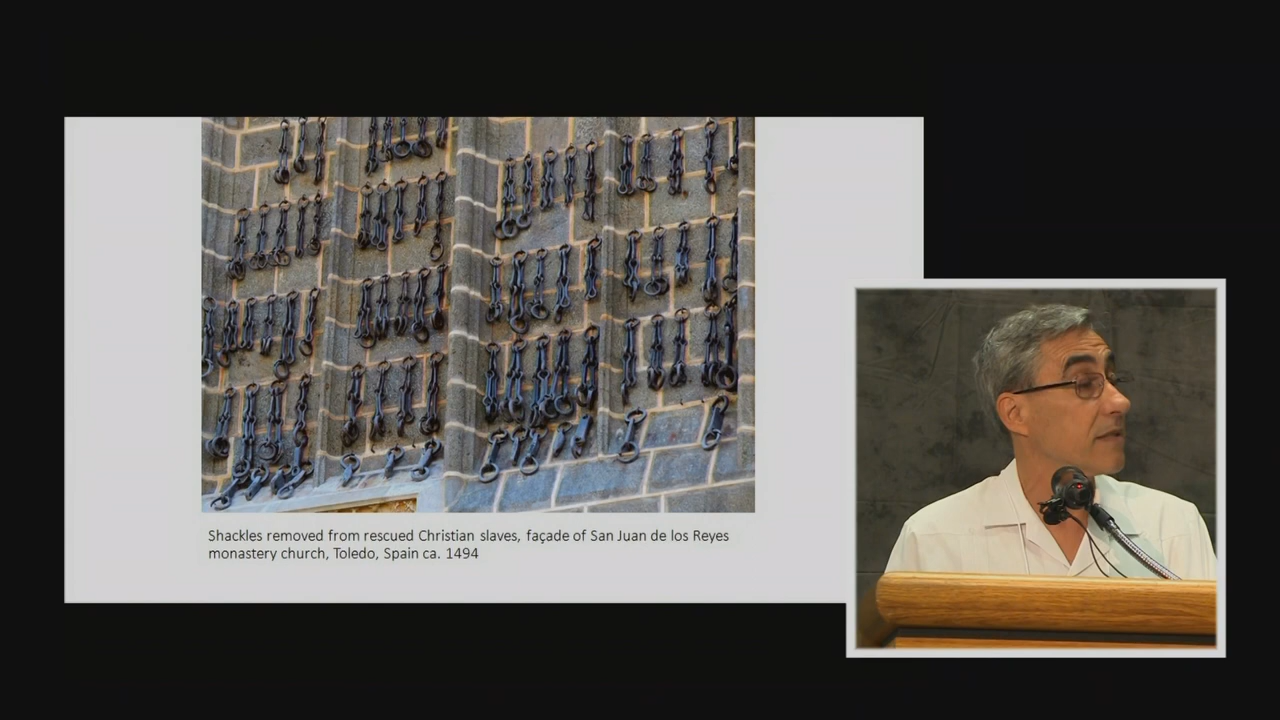 Shackles removed from rescued Christian slaves, façade of San Juan de los Reyes
monastery church, Toledo, Spain ca. 1494